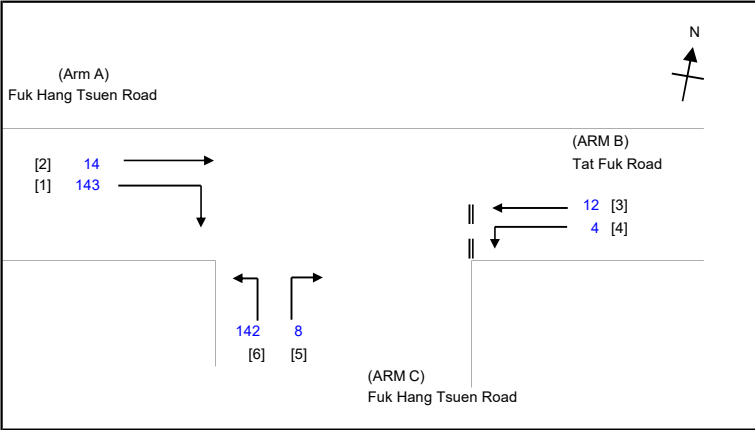 N
(Arm A)
Fuk Hang Tsuen Road
(ARM B)
Tat Fuk Road
[2] 14
[1] 143
12 [3]
4 [4]
142 8
[6] [5]
(ARM C)
Fuk Hang Tsuen Road